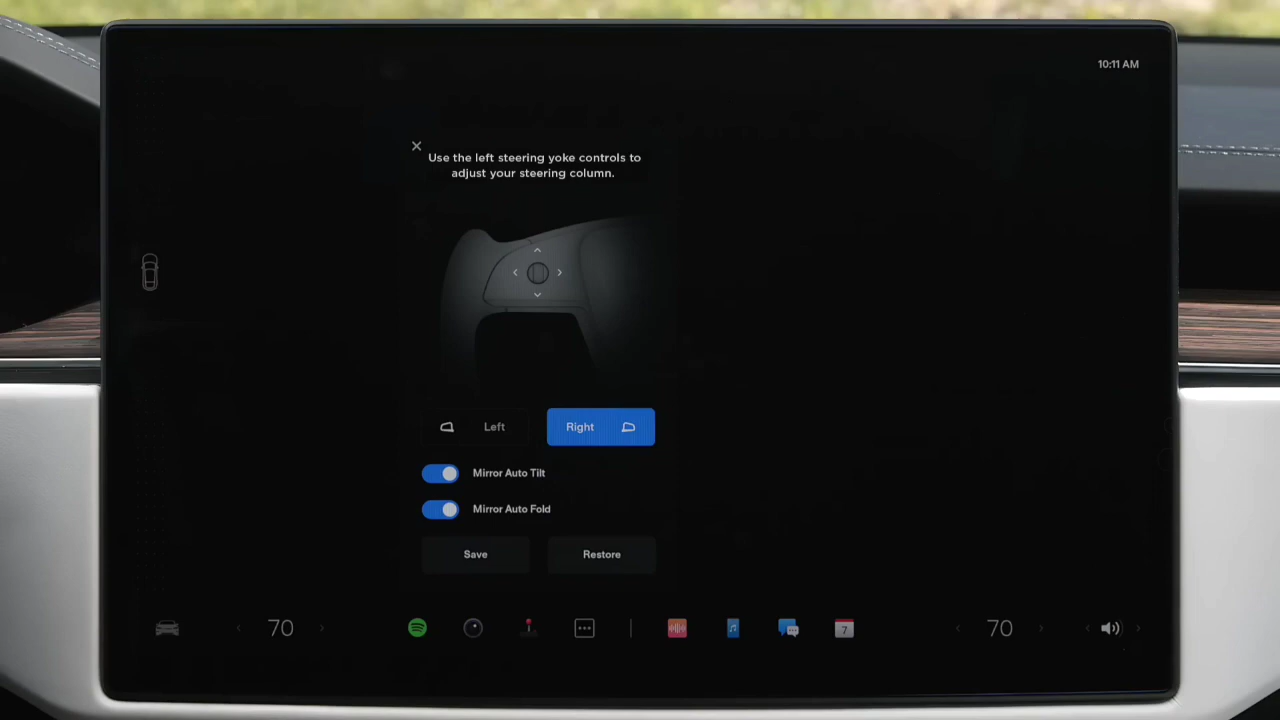 10:11 AM
Use the left steering yoke controls to
adjust your steering column.
Left
Right
Mirror Auto Tilt
Mirror Auto Fold
Save
Restore
70
7
70